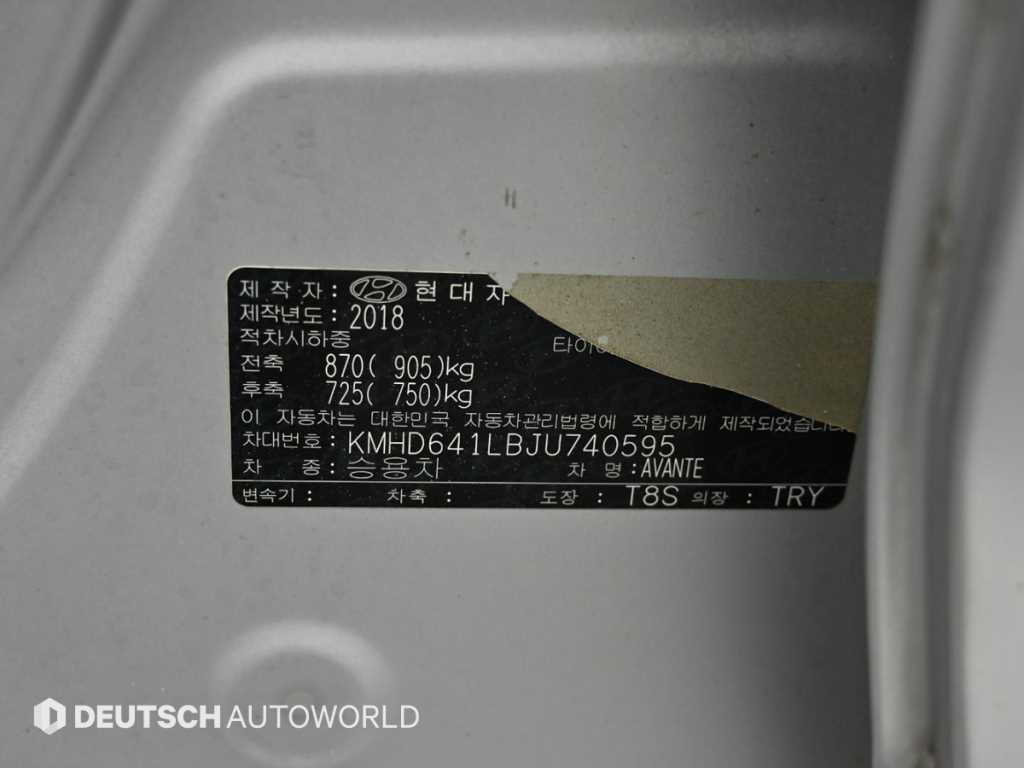 제 작 자 : 현 대 자
제작년도 : 2018
적차시하중
전축 870( 905)kg
후축 725( 750)kg
이 자동차는 대한민국 자동차관리법령에 적합하게 제작되었습니다
차대번호 : KMHD641LBJU740595
차 종 : 승용차 차 명 : AVANTE
변속기 : 차축 : 도장 : T8S 의장 : TRY
DEUTSCH AUTOWORLD